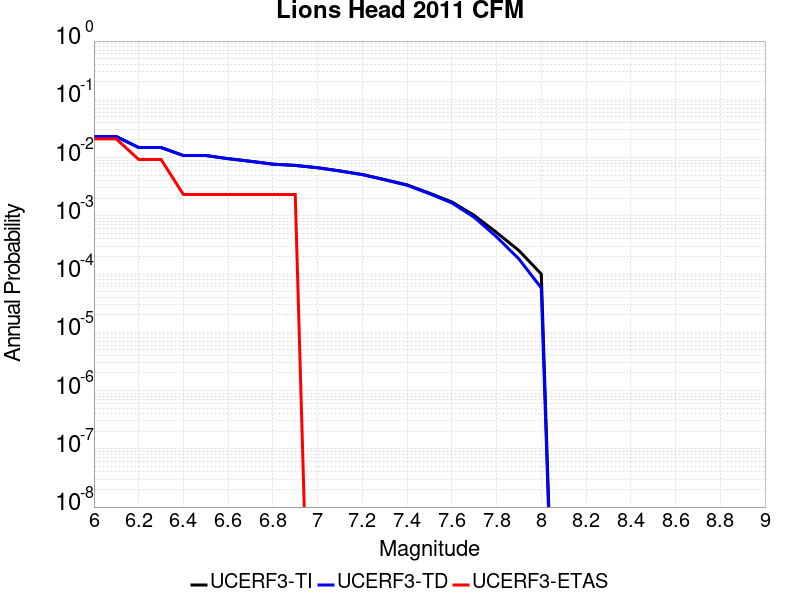 Lions Head 2011 CFM
10^0
10^-1
10^-2
10^-3
10^-4
10^-5
10^-6
10^-7
10^-8
Annual Probability
6 6.2 6.4 6.6 6.8 7 7.2 7.4 7.6 7.8 8 8.2 8.4 8.6 8.8 9
Magnitude
UCERF3-TI UCERF3-TD UCERF3-ETAS